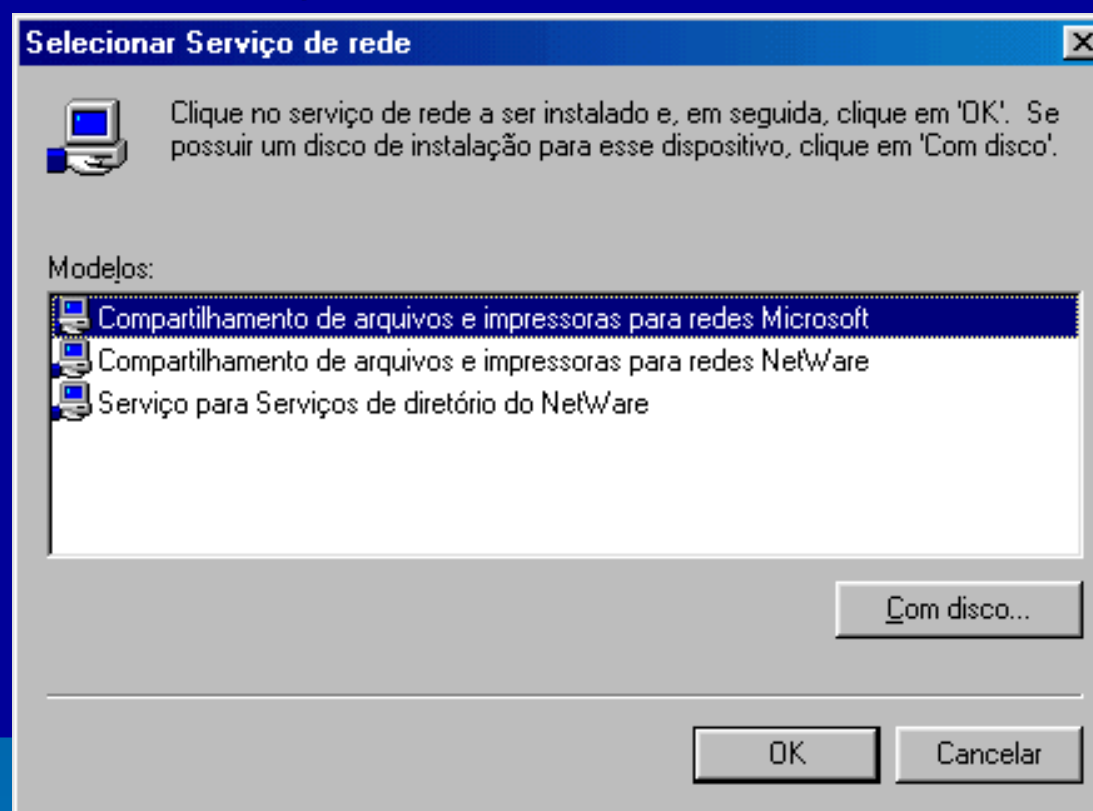 Selecionar Serviço de rede
Clique no serviço de rede a ser instalado e, em seguida, clique em 'OK'. Se
possuir um disco de instalação para esse dispositivo, clique em 'Com disco'.
Modelos:
Compartilhamento de arquivos e impressoras para redes Microsoft
Compartilhamento de arquivos e impressoras para redes NetWare
Serviço para Serviços de diretório do NetWare
Com disco...
OK
Cancelar